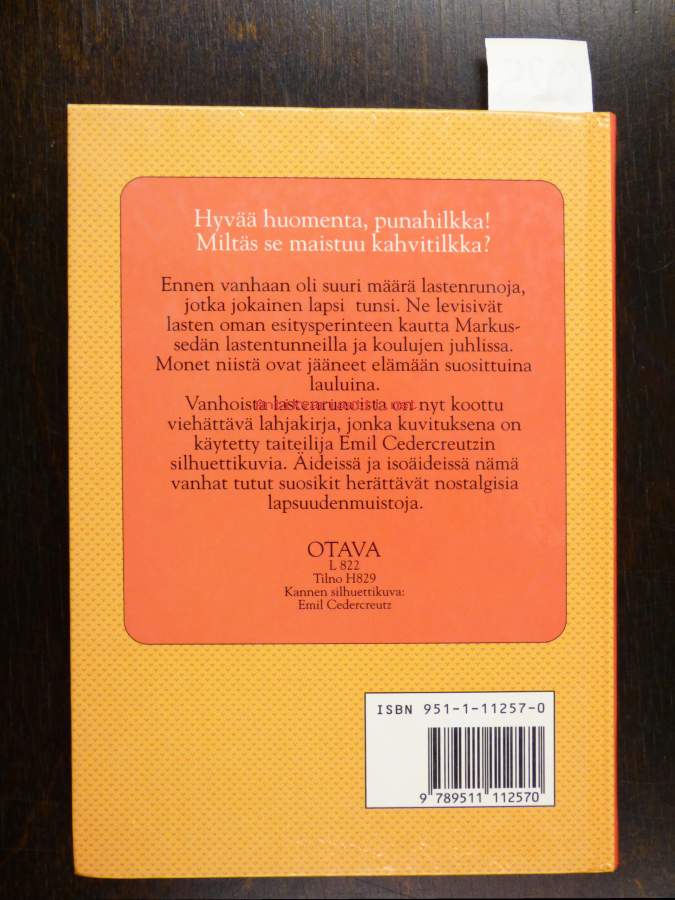 Hyvää huomenta, punahilkka!
Miltäs se maistuu kahvitilkka?
Ennen vanhaan oli suuri määrä lastenrunoja,
jotka jokainen lapsi tunsi. Ne levisivät
lasten oman esitysperinteen kautta Markus-
sedän lastentunneilla ja koulujen juhlissa.
Monet niistä ovat jääneet elämään suosittuina
lauluina.
Vanhoista lastenrunoista on nyt koottu
viehättävä lahjakirja, jonka kuvituksena on
käytetty taiteilija Emil Cedercreutzin
silhuettikuvia. Äideissä ja isoäideissä nämä
vanhat tutut suosikit herättävät nostalgisia
lapsuudenmuistoja.
OTAVA
L 822
Tilno H829
Kannen silhuettikuva:
Emil Cedercreutz
ISBN 951-1-11257-0
9 789511 112570